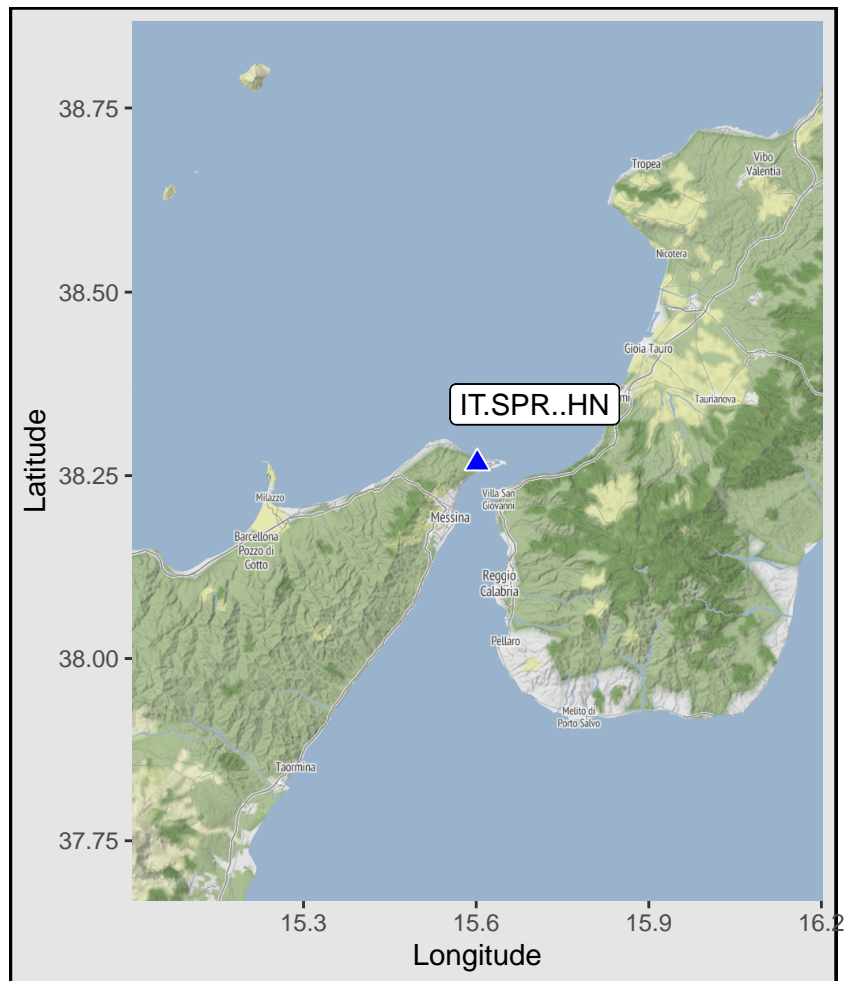 38.75
38.50
38.25
38.00
37.75
Latitude
Tropea
Vibo
Valentia
Nicotera
Gioia Tauro
Taurianova
IT.SPR..HN
Milazzo
Villa San
Giovanni
Messina
Barcellona
Pozzo di
Gotto
Reggio
Calabria
Pellaro
Melito di
Porto Salvo
Taormina
15.3
15.6
15.9
16.2
Longitude